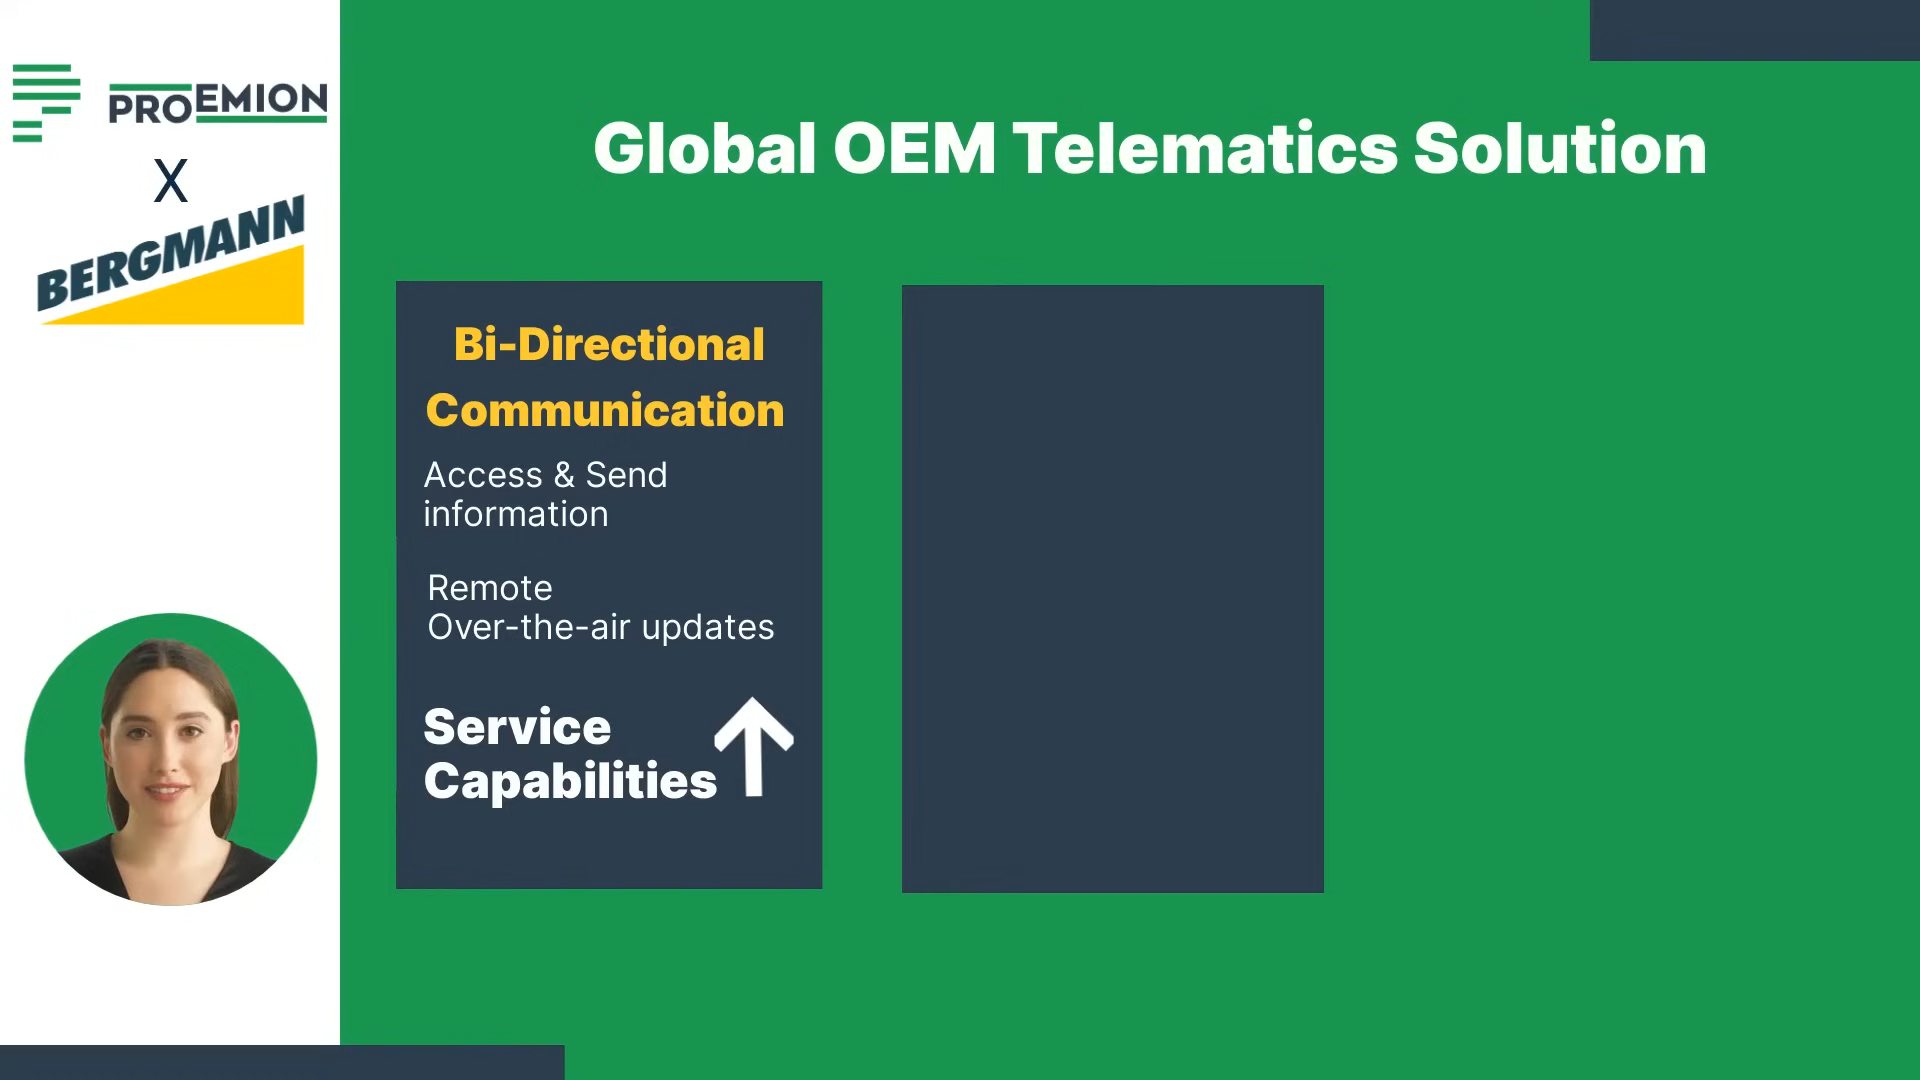 PROEMION
X
BERGMANN
Global OEM Telematics Solution
Bi-Directional
Communication
Access & Send
information
Remote
Over-the-air updates
Service
Capabilities